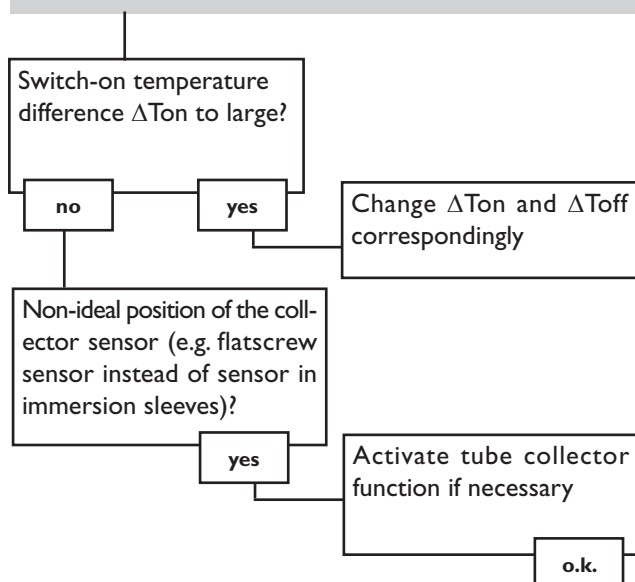 Switch-on temperature
difference ΔTon to large?
no
yes
Change ΔTon and ΔToff
correspondingly
Non-ideal position of the coll-
ector sensor (e.g. flatscrew
sensor instead of sensor in
immersion sleeves)?
yes
Activate tube collector
function if necessary
o.k.